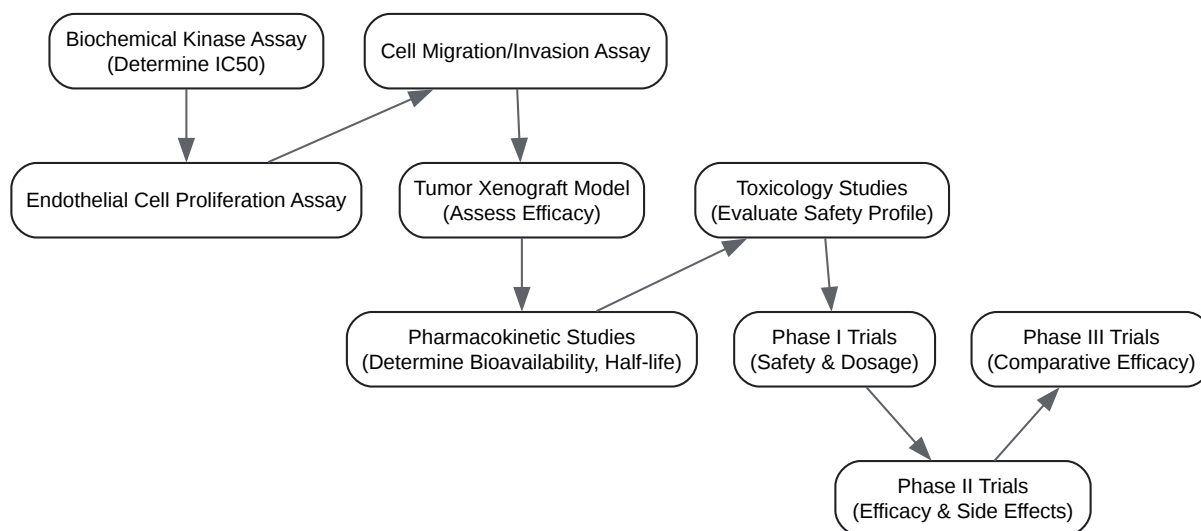 Biochemical Kinase Assay
(Determine IC50)
Cell Migration/Invasion Assay
Endothelial Cell Proliferation Assay
Tumor Xenograft Model
(Assess Efficacy)
Toxicology Studies
(Evaluate Safety Profile)
Pharmacokinetic Studies
(Determine Bioavailability, Half-life)
Phase I Trials
(Safety & Dosage)
Phase III Trials
(Comparative Efficacy)
Phase II Trials
(Efficacy & Side Effects)